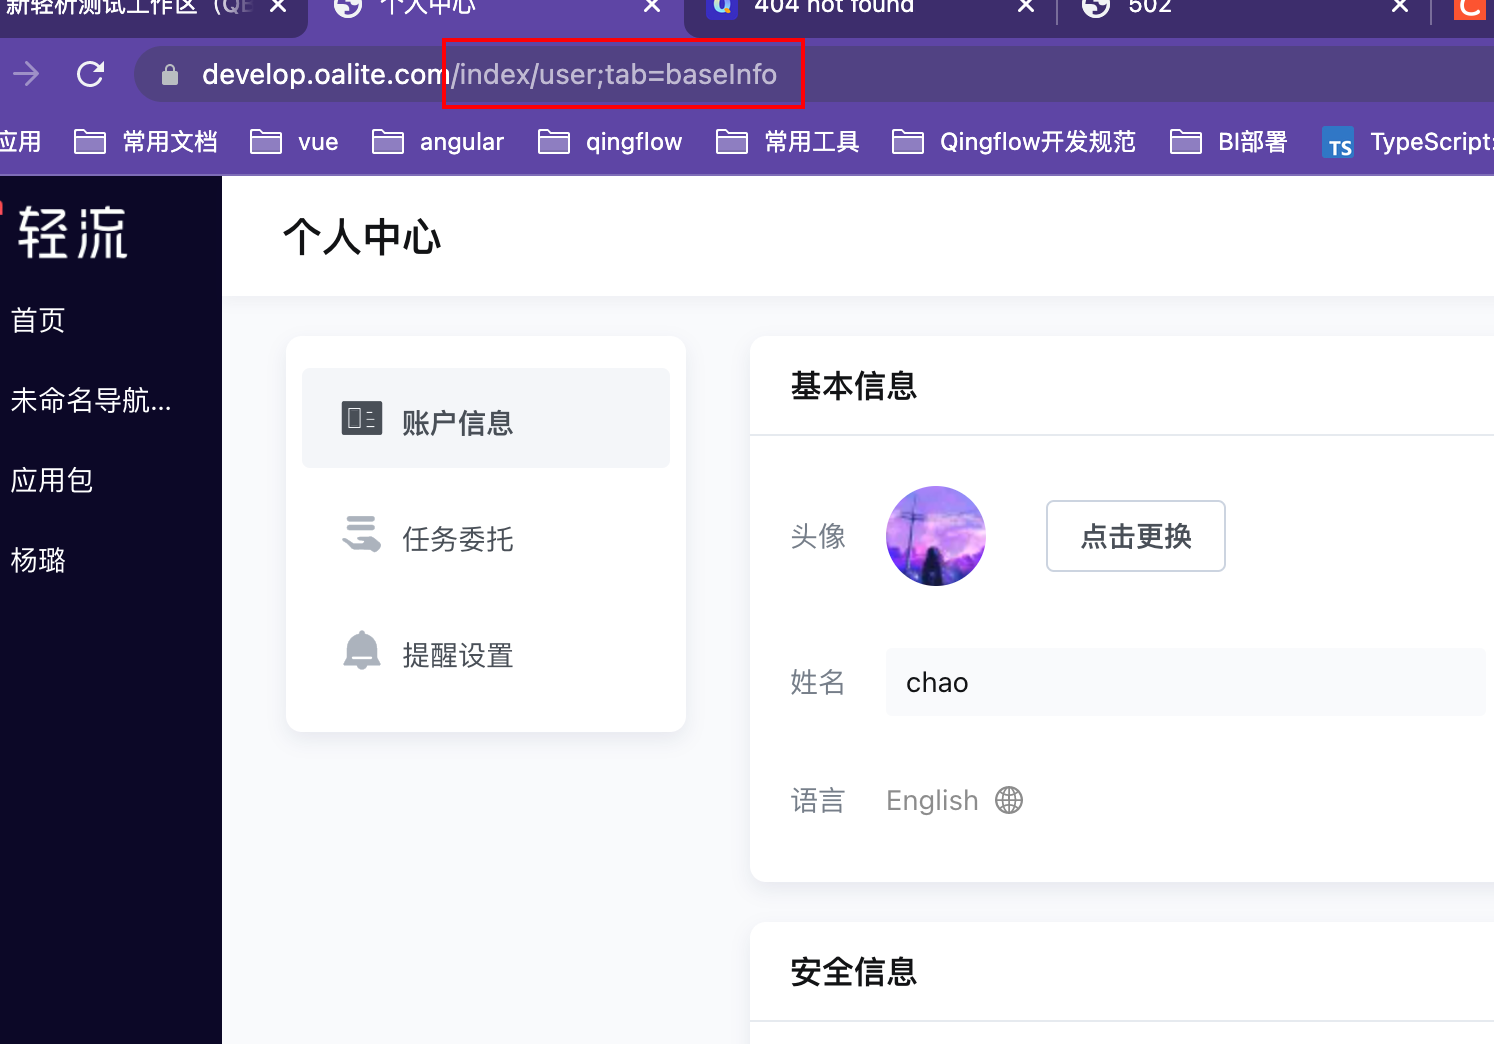 新轻析测试工作区（QB
个人中心
404 not found
502
develop.oalite.com/index/user;tab=baseInfo
应用
常用文档
vue
angular
qingflow
常用工具
Qingflow开发规范
BI部署
TS
TypeScript:
轻流
个人中心
首页
未命名导航...
应用包
杨璐
账户信息
任务委托
提醒设置
基本信息
头像
点击更换
姓名
chao
语言
English
安全信息